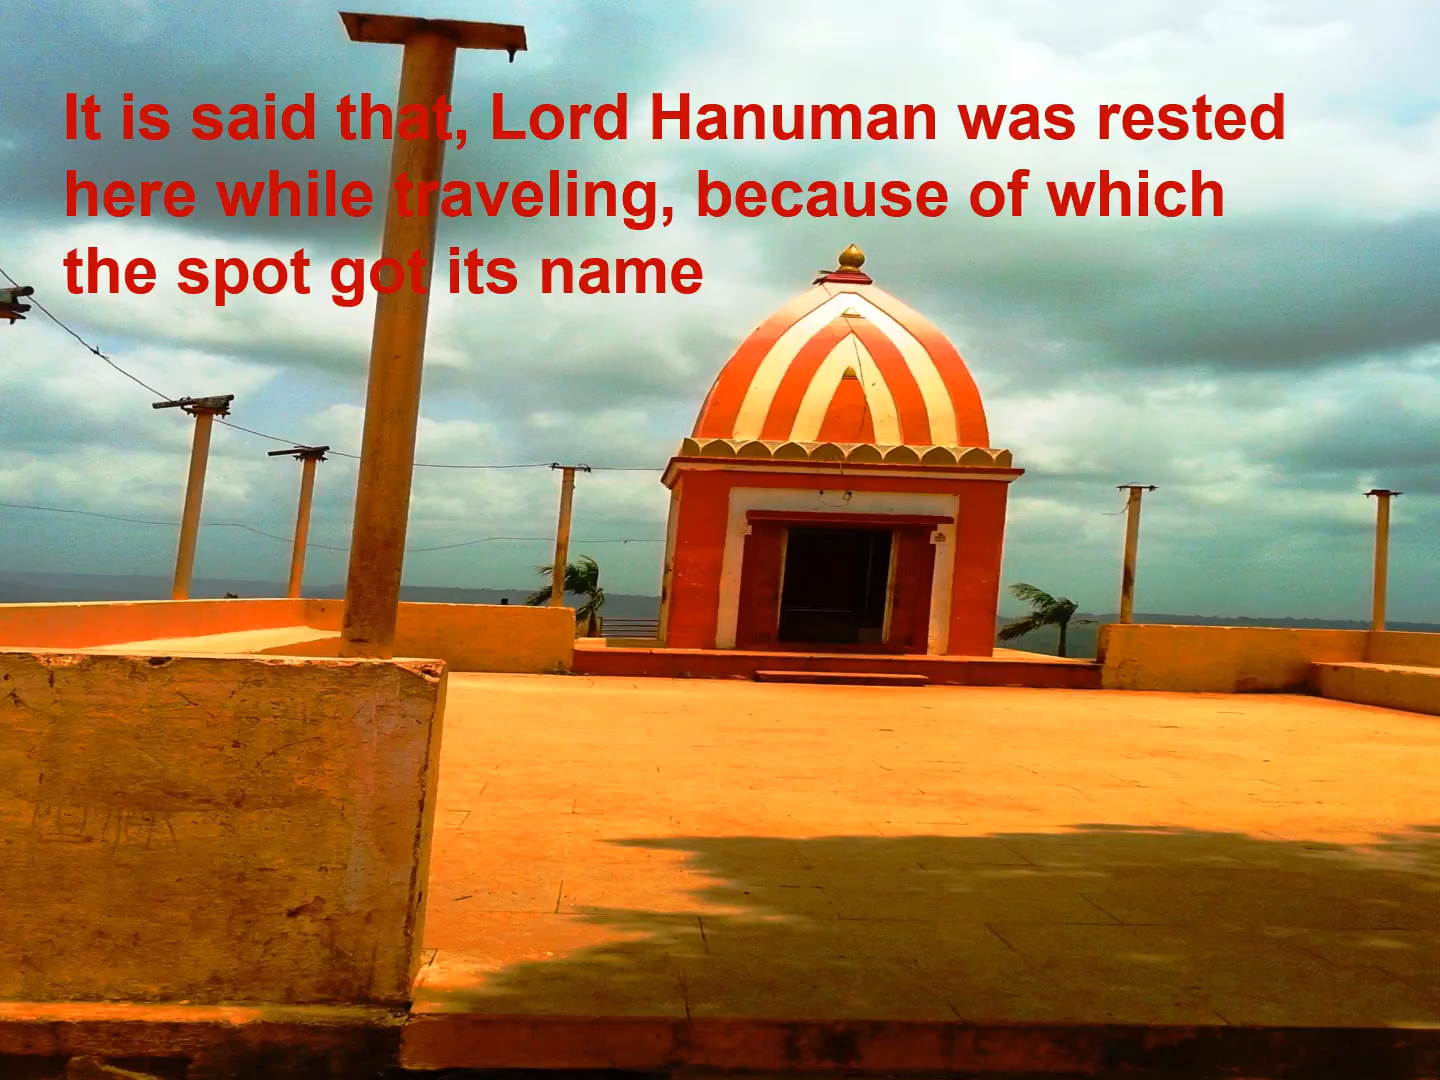 It is said that, Lord Hanuman was rested
here while traveling, because of which
the spot got its name